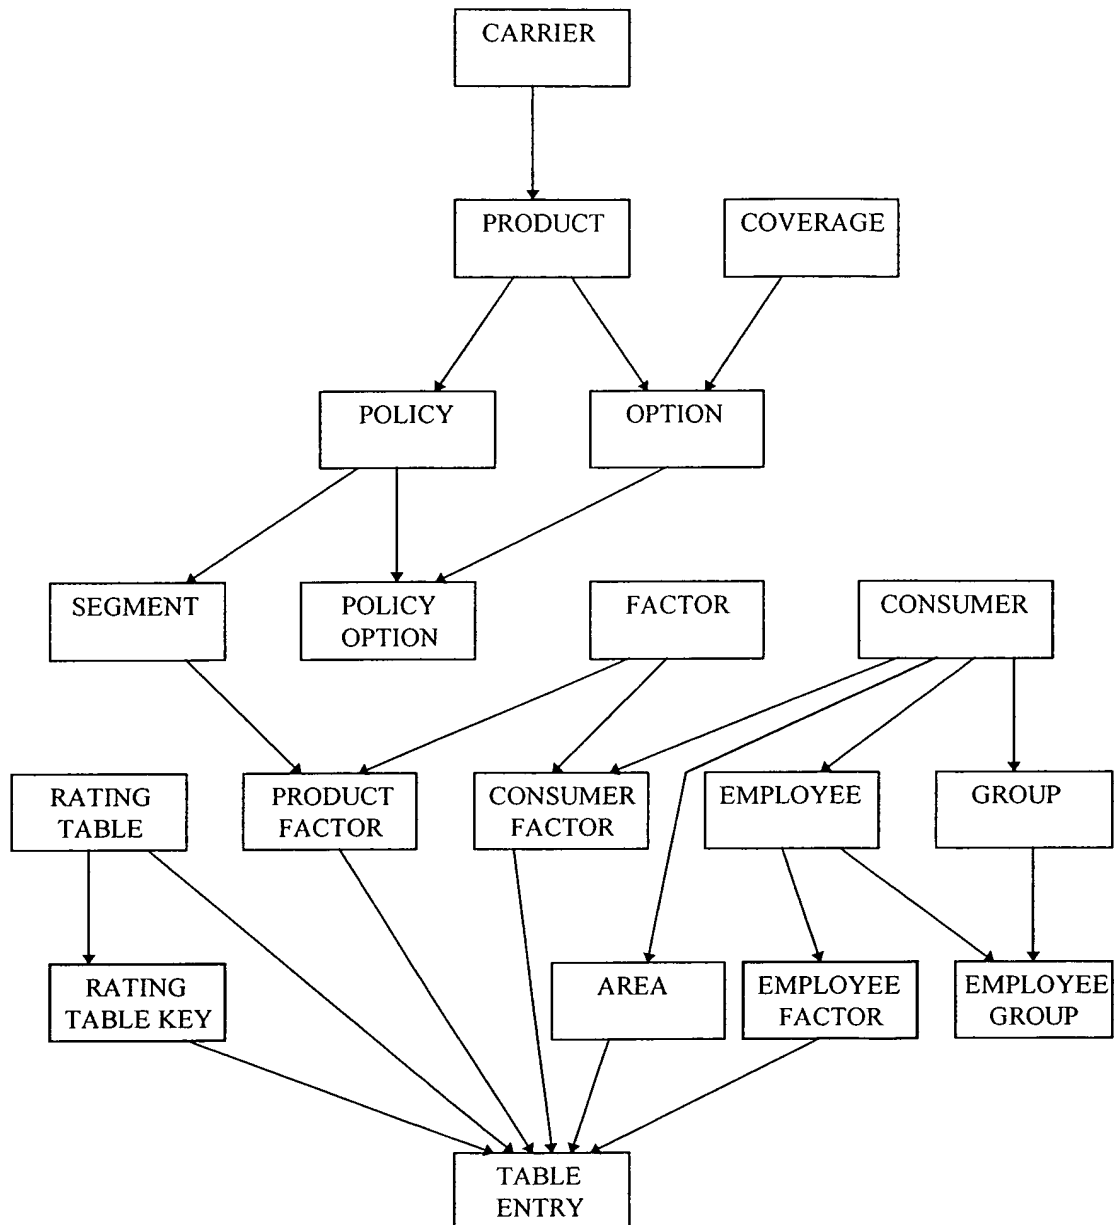 CARRIER
PRODUCT
COVERAGE
POLICY
OPTION
SEGMENT
POLICY
OPTION
FACTOR
CONSUMER
RATING
TABLE
PRODUCT
FACTOR
CONSUMER
FACTOR
EMPLOYEE
GROUP
RATING
TABLE KEY
AREA
EMPLOYEE
FACTOR
EMPLOYEE
GROUP
TABLE
ENTRY